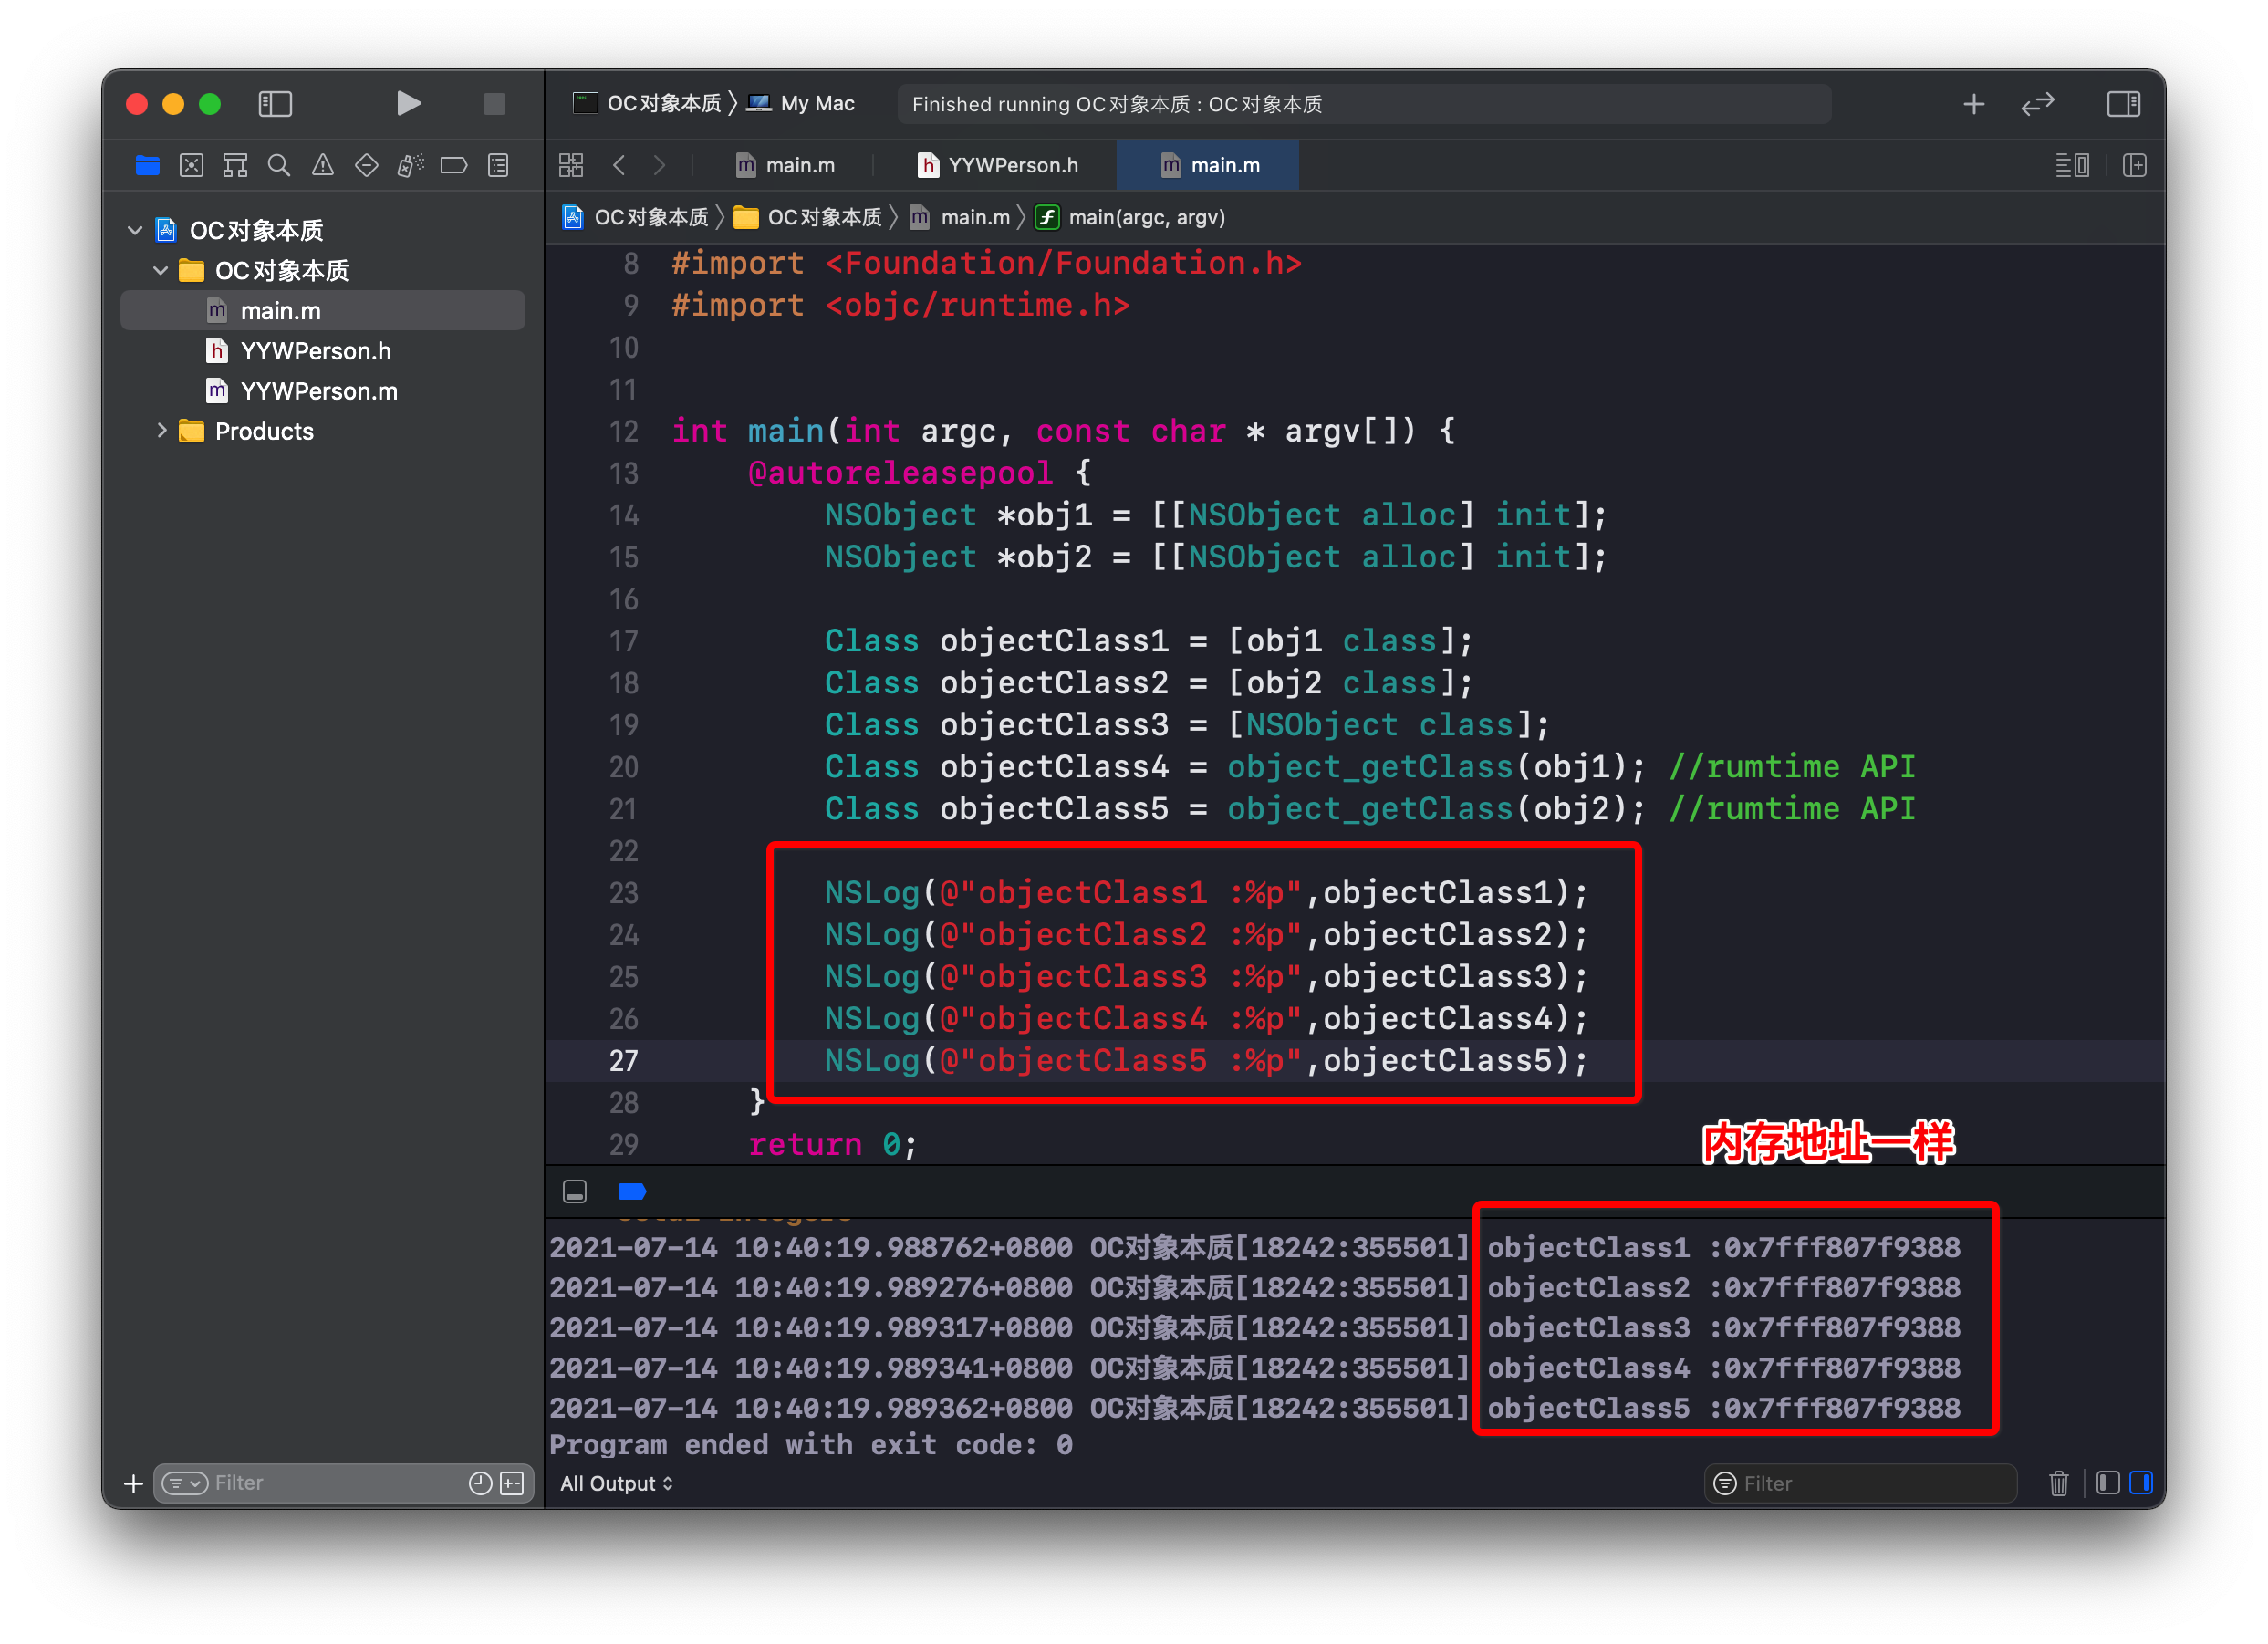 OC对象本质 〉 My Mac
Finished running OC对象本质 : OC对象本质
main.m
YYWPerson.h
main.m
OC对象本质 〉 OC对象本质 〉 main.m 〉 main(argc, argv)
OC对象本质
OC对象本质
main.m
YYWPerson.h
YYWPerson.m
Products
8 #import <Foundation/Foundation.h>
9 #import <objc/runtime.h>
10
11
12 int main(int argc, const char * argv[]) {
13 @autoreleasepool {
14 NSObject *obj1 = [[NSObject alloc] init];
15 NSObject *obj2 = [[NSObject alloc] init];
16
17 Class objectClass1 = [obj1 class];
18 Class objectClass2 = [obj2 class];
19 Class objectClass3 = [NSObject class];
20 Class objectClass4 = object_getClass(obj1); //rumtime API
21 Class objectClass5 = object_getClass(obj2); //rumtime API
22
23 NSLog(@"objectClass1 :%p",objectClass1);
24 NSLog(@"objectClass2 :%p",objectClass2);
25 NSLog(@"objectClass3 :%p",objectClass3);
26 NSLog(@"objectClass4 :%p",objectClass4);
27 NSLog(@"objectClass5 :%p",objectClass5);
28 }
29 return 0;
内存地址一样
2021-07-14 10:40:19.988762+0800 OC对象本质[18242:355501] objectClass1 :0x7fff807f9388
2021-07-14 10:40:19.989276+0800 OC对象本质[18242:355501] objectClass2 :0x7fff807f9388
2021-07-14 10:40:19.989317+0800 OC对象本质[18242:355501] objectClass3 :0x7fff807f9388
2021-07-14 10:40:19.989341+0800 OC对象本质[18242:355501] objectClass4 :0x7fff807f9388
2021-07-14 10:40:19.989362+0800 OC对象本质[18242:355501] objectClass5 :0x7fff807f9388
Program ended with exit code: 0
Filter
All Output
Filter